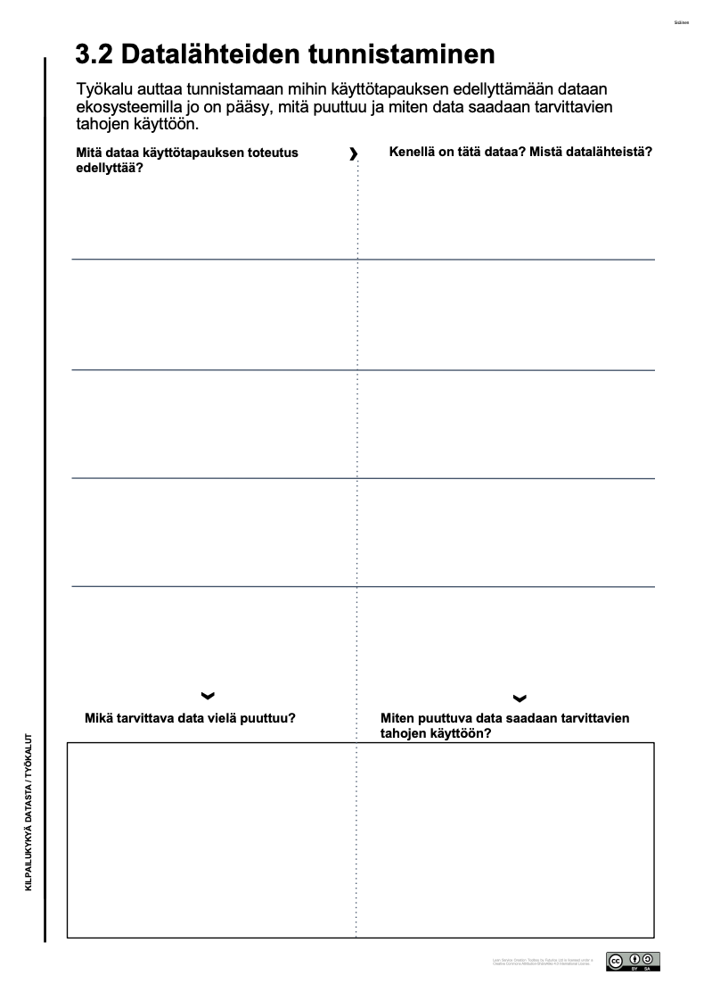 Sisäinen
3.2 Datalähteiden tunnistaminen
Työkalu auttaa tunnistamaan mihin käyttötapauksen edellyttämään dataan
ekosysteemilla jo on pääsy, mitä puuttuu ja miten data saadaan tarvittavien
tahojen käyttöön.
Mitä dataa käyttötapauksen toteutus
edellyttää?
Kenellä on tätä dataa? Mistä datalähteistä?
Mikä tarvittava data vielä puuttuu?
Miten puuttuva data saadaan tarvittavien
tahojen käyttöön?
KILPAILUKYKYÄ DATASTA / TYÖKALUT
Lean Service Creation Toolkit by Futurice Ltd is licensed under a
Creative Commons Attribution-ShareAlike 4.0 International License.
CC
BY SA